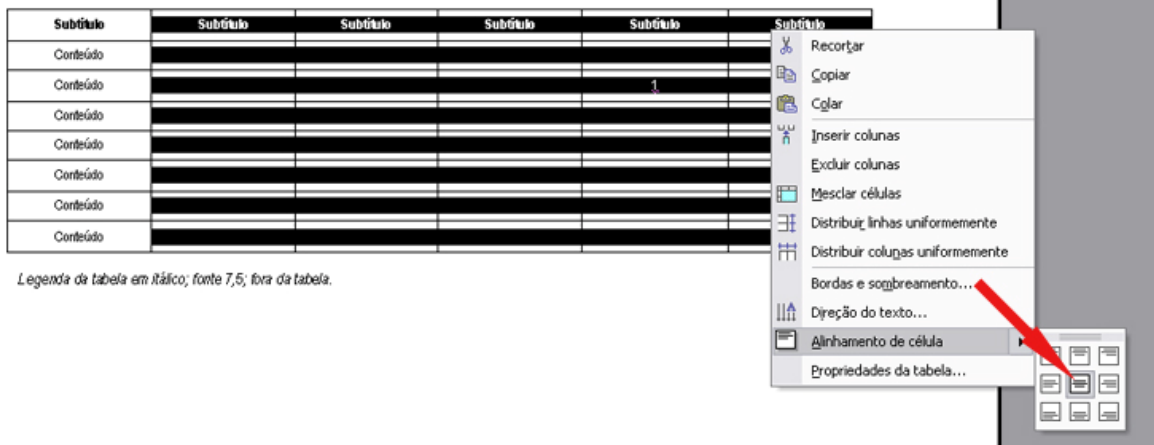 Subtítulo Subtítulo Subtítulo Subtítulo Subtítulo Subtítulo
Conteúdo
Conteúdo 1
Conteúdo
Conteúdo
Conteúdo
Conteúdo
Conteúdo
Legenda da tabela em itálico; fonte 7,5; fora da tabela.
Recortar
Copiar
Colar
Inserir colunas
Excluir colunas
Mesclar células
Distribuir linhas uniformemente
Distribuir colunas uniformemente
Bordas e sombreamento...
Direção do texto...
Alinhamento de célula
Propriedades da tabela...